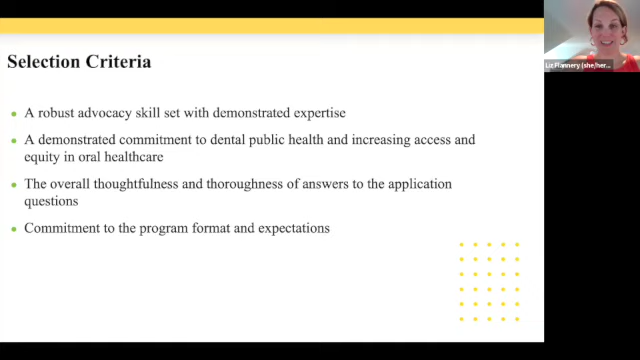 Selection Criteria
A robust advocacy skill set with demonstrated expertise
A demonstrated commitment to dental public health and increasing access and
equity in oral healthcare
The overall thoughtfulness and thoroughness of answers to the application
questions
Commitment to the program format and expectations
Liz Flannery (she/her...